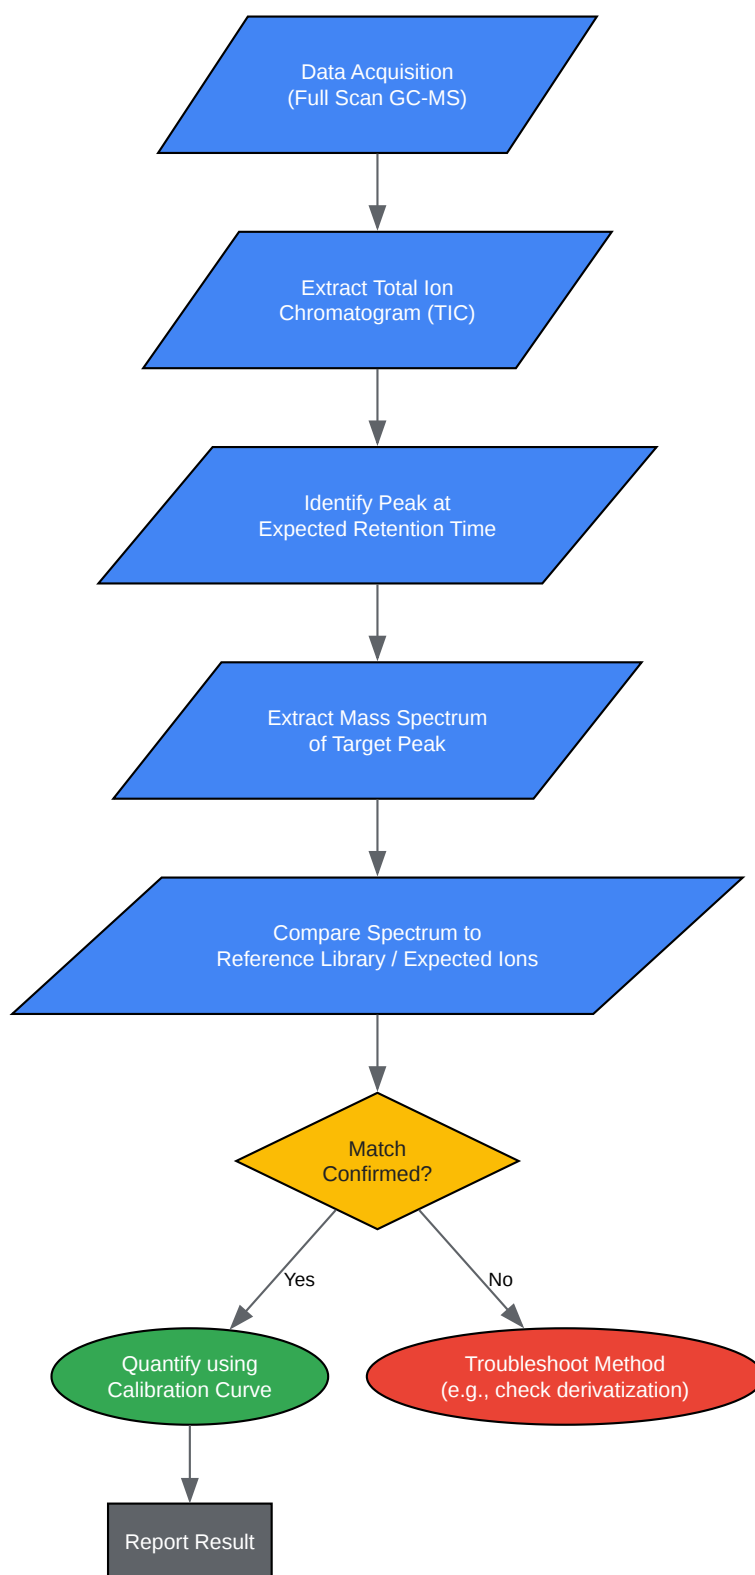 Data Acquisition
(Full Scan GC-MS)
Extract Total Ion
Chromatogram (TIC)
Identify Peak at
Expected Retention Time
Extract Mass Spectrum
of Target Peak
Compare Spectrum to
Reference Library / Expected Ions
Match
Confirmed?
Yes
No
Quantify using
Calibration Curve
Troubleshoot Method
(e.g., check derivatization)
Report Result